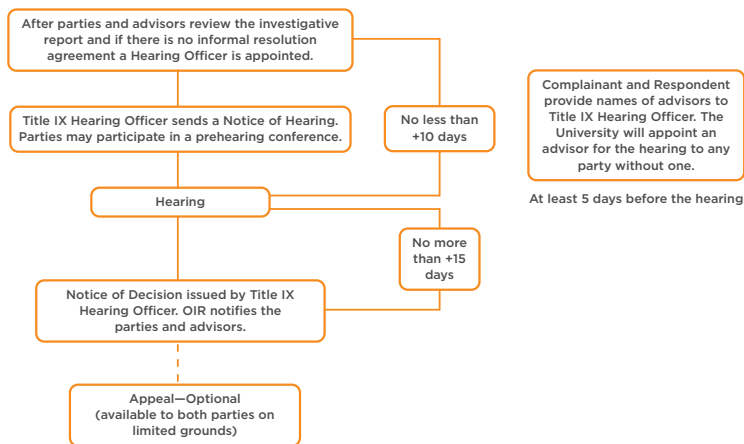 After parties and advisors review the investigative
report and if there is no informal resolution
agreement a Hearing Officer is appointed.
Title IX Hearing Officer sends a Notice of Hearing.
Parties may participate in a prehearing conference.
No less than
+10 days
Complainant and Respondent
provide names of advisors to
Title IX Hearing Officer. The
University will appoint an
advisor for the hearing to any
party without one.
At least 5 days before the hearing
Hearing
No more
than +15
days
Notice of Decision issued by Title IX
Hearing Officer. OIR notifies the
parties and advisors.
Appeal—Optional
(available to both parties on
limited grounds)